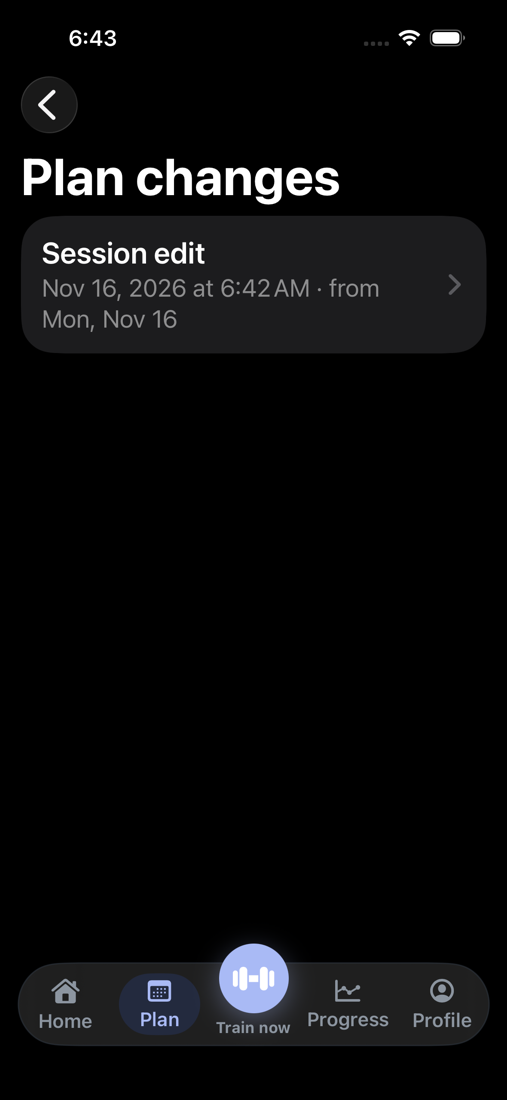 6:43
Plan changes
Session edit
Nov 16, 2026 at 6:42 AM · from
Mon, Nov 16
Home
Plan
Train now
Progress
Profile